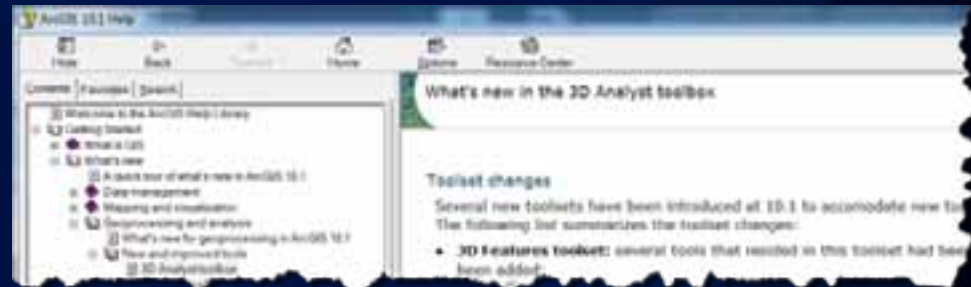 ArcGIS 10.1 Help
Hide Back Home Options Resource Center
Contents Favorites Search
Welcome to the ArcGIS Help Library
Getting Started
What is GIS
What's new
A quick tour of what's new in ArcGIS 10.1
Data management
Mapping and visualization
Geoprocessing and analysis
What's new for geoprocessing in ArcGIS 10.1
New and improved tools
3D Analyst toolbox
What's new in the 3D Analyst toolbox
Toolset changes
Several new toolsets have been introduced at 10.1 to accomodate new
The following list summarizes the toolset changes:
• 3D Features toolset: several tools that resided in this toolset had
been added: